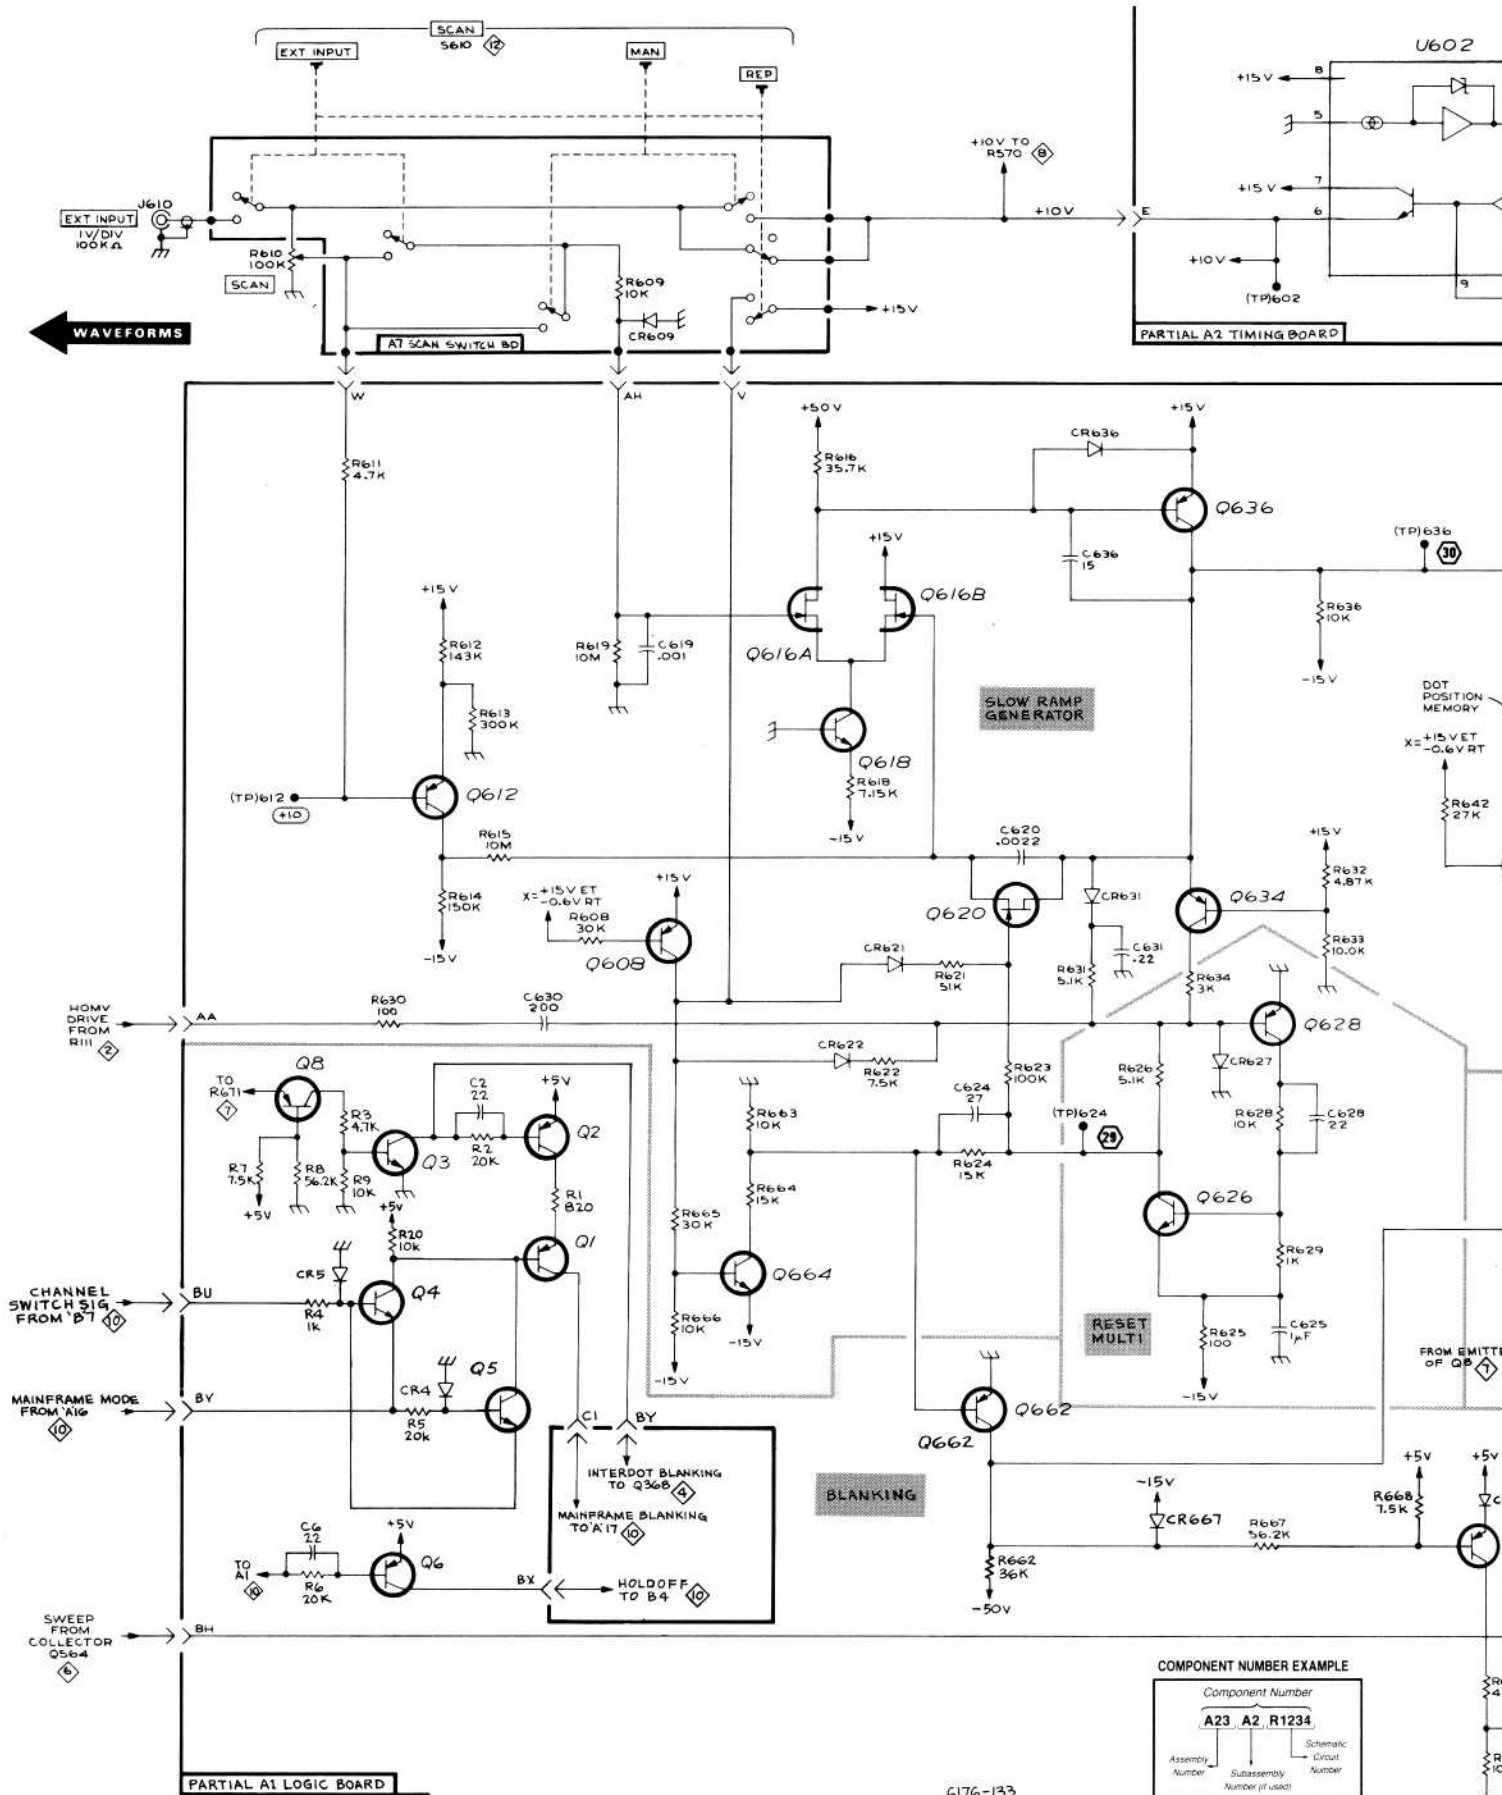 SCAN
S610 12
EXT INPUT
MAN
REP
U602
+15V
8
5
+15V
7
6
+10V
(TP)602
9
PARTIAL A2 TIMING BOARD
+10V TO
R570 8
+10V
E
J610
EXT INPUT
1V/DIV
100KΩ
R610
100K
SCAN
R609
10K
CR609
+15V
A7 SCAN SWITCH BD
WAVEFORMS
W
AH
V
R611
4.7K
+50V
R616
35.7K
CR636
+15V
Q636
C636
15
(TP)636
30
R636
10K
-15V
+15V
Q616B
Q616A
+15V
R612
143K
R613
300K
R619
10M
C619
.001
SLOW RAMP
GENERATOR
DOT
POSITION
MEMORY
X= +15V ET
-0.6V RT
R642
27K
Q618
R618
7.15K
-15V
(TP)612
+10
Q612
R615
10M
R614
150K
-15V
C620
.0022
Q620
+15V
R632
4.87K
Q634
R633
10.0K
CR631
C631
.22
R631
5.1K
R634
3K
X= +15V ET
-0.6V RT
R608
30K
+15V
Q608
CR621
R621
51K
HOMV
DRIVE
FROM
R111
2
AA
R630
100
C630
200
Q628
CR627
CR622
R622
7.5K
R623
100K
R626
5.1K
R628
10K
C628
22
C624
27
(TP)624
29
R624
15K
R663
10K
R664
15K
Q8
TO
R671
7
R3
4.7K
R7
7.5K
+5V
R8
56.2K
R9
10K
Q3
C2
22
R2
20K
+5V
Q2
R1
820
Q1
+5V
R20
10K
CR5
Q4
CHANNEL
SWITCH SIG
FROM 'B'7 10
BU
R4
1K
R665
30K
Q664
R666
10K
-15V
-15V
Q626
R629
1K
RESET
MULTI
R625
100
-15V
C625
1µF
FROM EMITTE
OF Q8 7
MAINFRAME MODE
FROM 'A'16
10
BV
CR4
R5
20K
Q5
C1
BY
INTERDOT BLANKING
TO Q368 4
MAINFRAME BLANKING
TO 'A'17 10
BX
HOLDOFF
TO B4 10
BLANKING
Q662
Q662
-15V
CR667
R667
56.2K
+5V
R668
7.5K
+5V
R662
36K
-50V
TO
A1
10
C6
22
R6
20K
+5V
Q6
SWEEP
FROM
COLLECTOR
Q564
6
BH
COMPONENT NUMBER EXAMPLE
Component Number
A23 A2 R1234
Assembly
Number
Subassembly
Number (if used)
Schematic
Circuit
Number
PARTIAL A1 LOGIC BOARD
6176-133